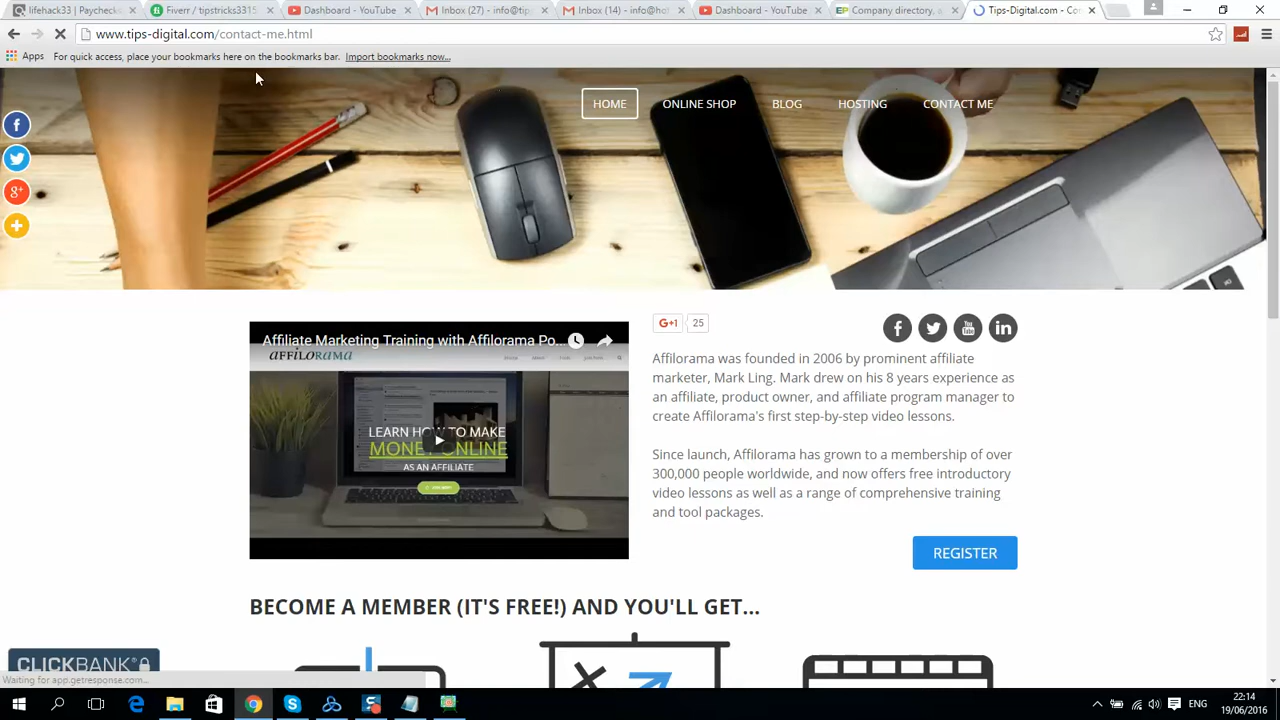 lifehack33 | Paychecks
Fiverr / tipstricks3315
Dashboard - YouTube
Inbox (27) - info@tip
Inbox (14) - info@hot
Dashboard - YouTube
Company directory, a
Tips-Digital.com - Con
www.tips-digital.com/contact-me.html
Apps
For quick access, place your bookmarks here on the bookmarks bar. Import bookmarks now...
HOME
ONLINE SHOP
BLOG
HOSTING
CONTACT ME
G+1 25
Affiliate Marketing Training with Affilorama Po...
AFFILORAMA
LEARN HOW TO MAKE
MONEY ONLINE
AS AN AFFILIATE
Affilorama was founded in 2006 by prominent affiliate
marketer, Mark Ling. Mark drew on his 8 years experience as
an affiliate, product owner, and affiliate program manager to
create Affilorama's first step-by-step video lessons.
Since launch, Affilorama has grown to a membership of over
300,000 people worldwide, and now offers free introductory
video lessons as well as a range of comprehensive training
and tool packages.
REGISTER
BECOME A MEMBER (IT'S FREE!) AND YOU'LL GET...
CLICKBANK®
Waiting for app.getresponse.com...
ENG
22:14
19/06/2016